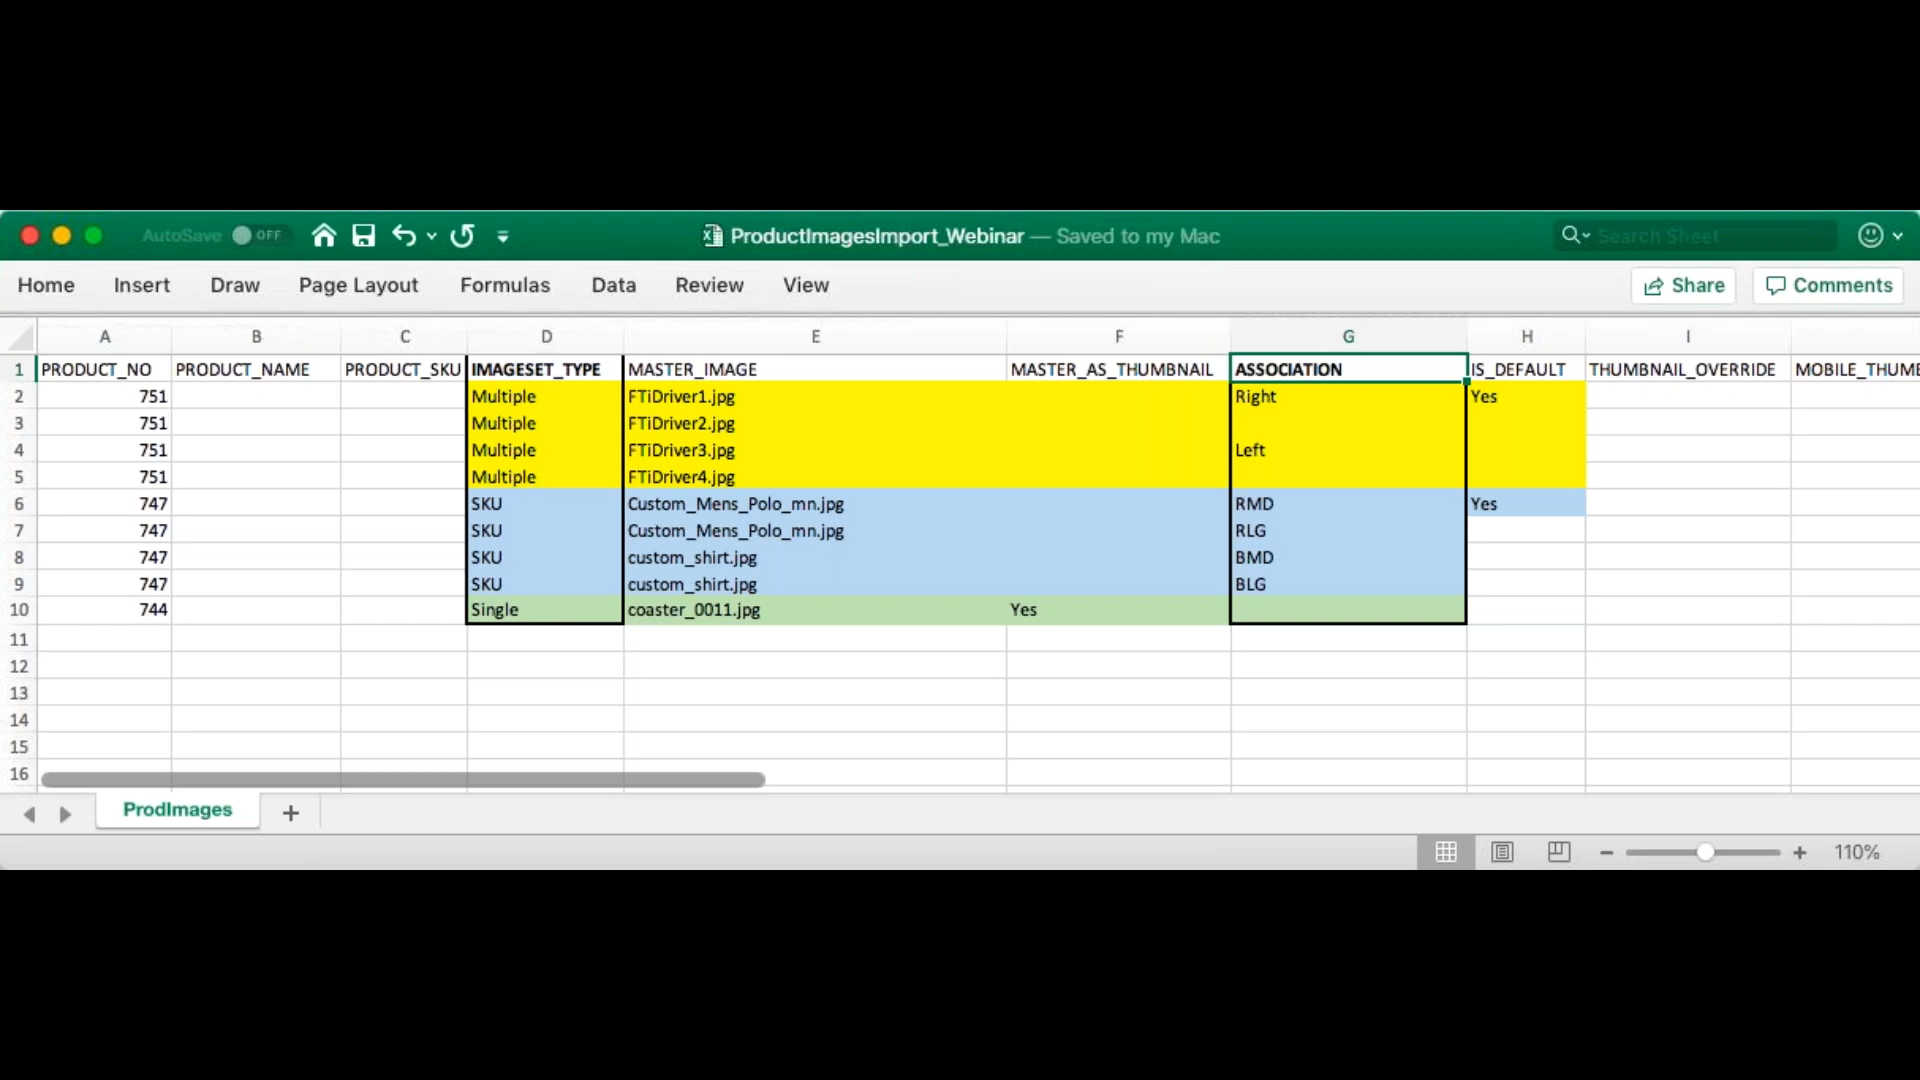 AutoSave OFF ProductImagesImport_Webinar — Saved to my Mac Search Sheet
Home Insert Draw Page Layout Formulas Data Review View Share Comments
A B C D E F G H I
1 PRODUCT_NO PRODUCT_NAME PRODUCT_SKU IMAGESET_TYPE MASTER_IMAGE MASTER_AS_THUMBNAIL ASSOCIATION IS_DEFAULT THUMBNAIL_OVERRIDE MOBILE_THUME
2 751 Multiple FTiDriver1.jpg Right Yes
3 751 Multiple FTiDriver2.jpg
4 751 Multiple FTiDriver3.jpg Left
5 751 Multiple FTiDriver4.jpg
6 747 SKU Custom_Mens_Polo_mn.jpg RMD Yes
7 747 SKU Custom_Mens_Polo_mn.jpg RLG
8 747 SKU custom_shirt.jpg BMD
9 747 SKU custom_shirt.jpg BLG
10 744 Single coaster_0011.jpg Yes
11
12
13
14
15
16
ProdImages +
110%